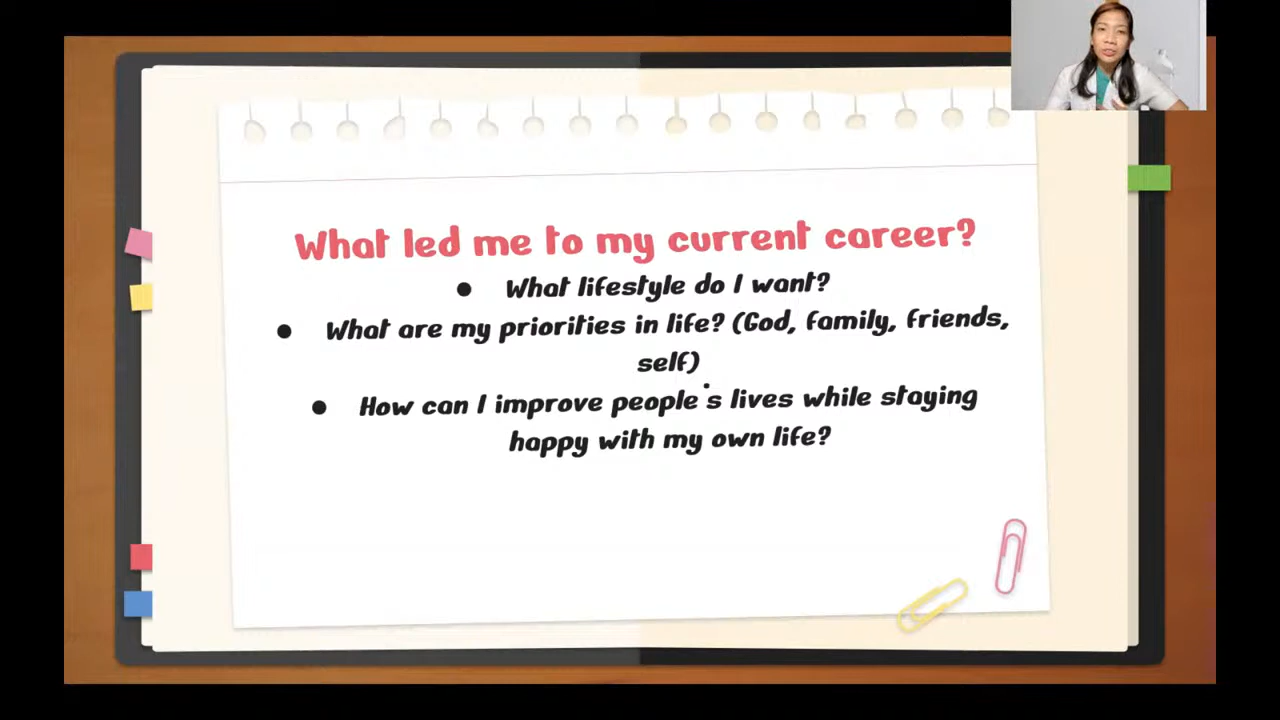 What led me to my current career?
● What lifestyle do I want?
● What are my priorities in life? (God, family, friends,
self)
● How can I improve people's lives while staying
happy with my own life?